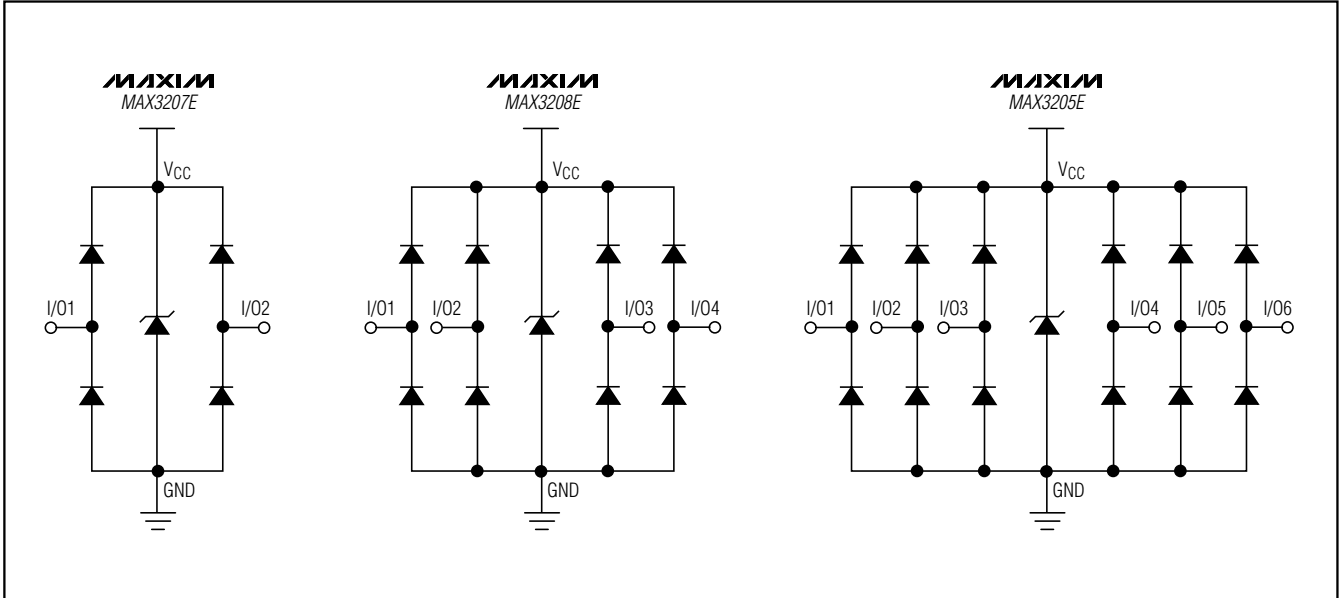 MAXIM
MAX3207E
VCC
I/O1
I/O2
GND
MAXIM
MAX3208E
VCC
I/O1
I/O2
I/O3
I/O4
GND
MAXIM
MAX3205E
VCC
I/O1
I/O2
I/O3
I/O4
I/O5
I/O6
GND